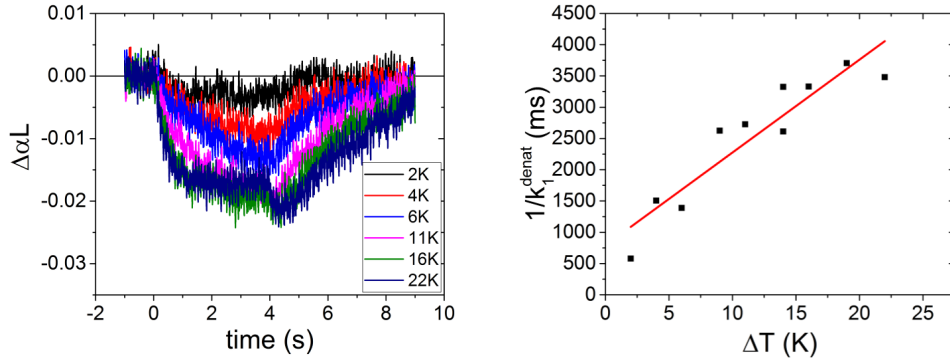 0.00
-0.01
-0.02
-0.03
ΔαL
2K
4K
6K
11K
16K
22K
-2 0 2 4 6 8 10
time (s)
4500
4000
3500
3000
2500
2000
1500
1000
500
0
1/k₁ᵈᵉⁿᵃᵗ (ms)
0 5 10 15 20 25
ΔT (K)